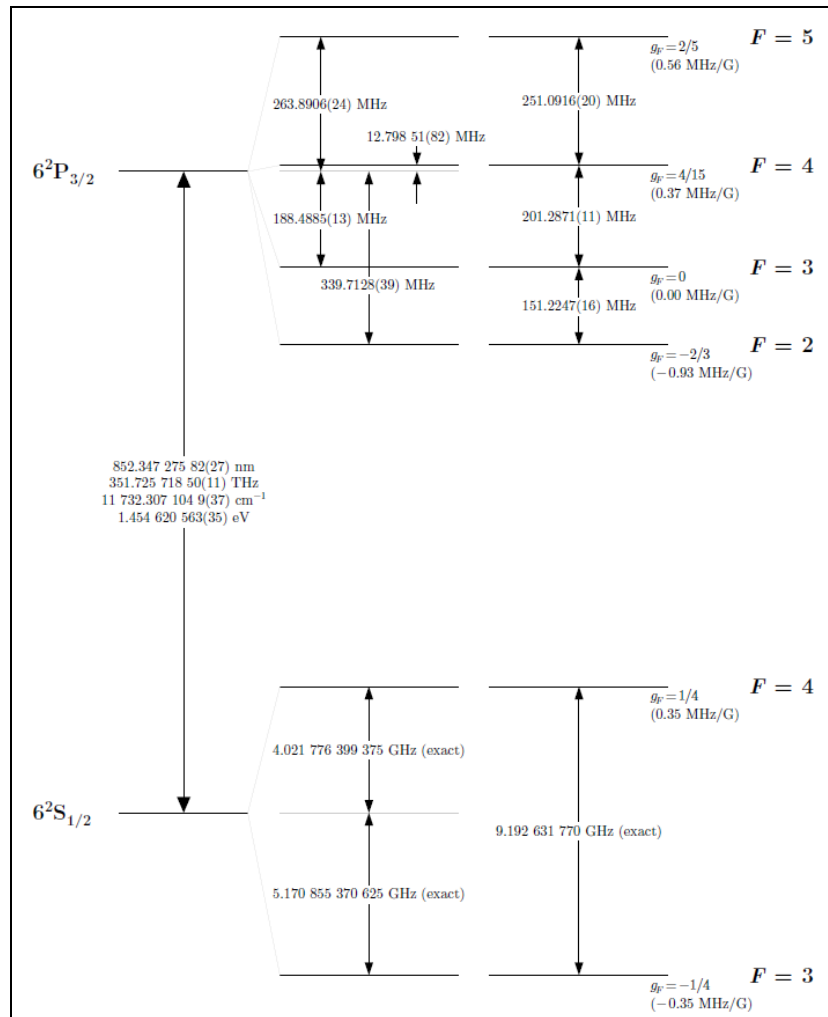 g_F = 2/5
F = 5
(0.56 MHz/G)
263.8906(24) MHz
251.0916(20) MHz
12.798 51(82) MHz
6²P₃/₂
g_F = 4/15
F = 4
(0.37 MHz/G)
188.4885(13) MHz
201.2871(11) MHz
g_F = 0
F = 3
(0.00 MHz/G)
339.7128(39) MHz
151.2247(16) MHz
g_F = −2/3
F = 2
(−0.93 MHz/G)
852.347 275 82(27) nm
351.725 718 50(11) THz
11 732.307 104 9(37) cm⁻¹
1.454 620 563(35) eV
g_F = 1/4
F = 4
(0.35 MHz/G)
4.021 776 399 375 GHz (exact)
6²S₁/₂
9.192 631 770 GHz (exact)
5.170 855 370 625 GHz (exact)
g_F = −1/4
F = 3
(−0.35 MHz/G)